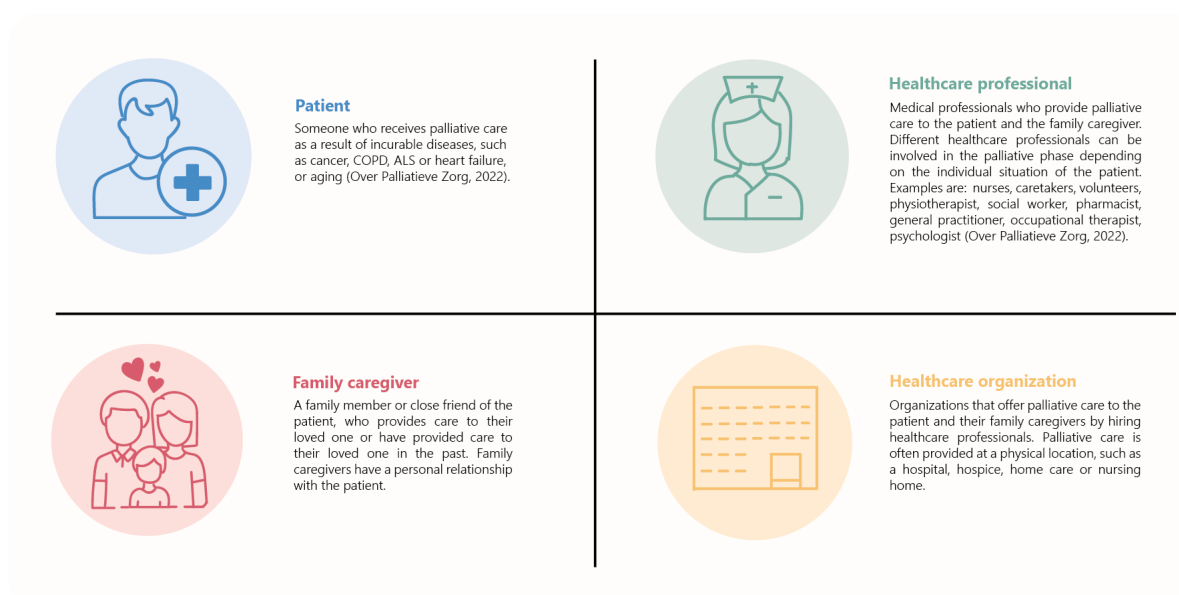 Patient
Someone who receives palliative care
as a result of incurable diseases, such
as cancer, COPD, ALS or heart failure,
or aging (Over Palliatieve Zorg, 2022).
Healthcare professional
Medical professionals who provide palliative
care to the patient and the family caregiver.
Different healthcare professionals can be
involved in the palliative phase depending
on the individual situation of the patient.
Examples are: nurses, caretakers, volunteers,
physiotherapist, social worker, pharmacist,
general practitioner, occupational therapist,
psychologist (Over Palliatieve Zorg, 2022).
Family caregiver
A family member or close friend of the
patient, who provides care to their
loved one or have provided care to
their loved one in the past. Family
caregivers have a personal relationship
with the patient.
Healthcare organization
Organizations that offer palliative care to the
patient and their family caregivers by hiring
healthcare professionals. Palliative care is
often provided at a physical location, such as
a hospital, hospice, home care or nursing
home.